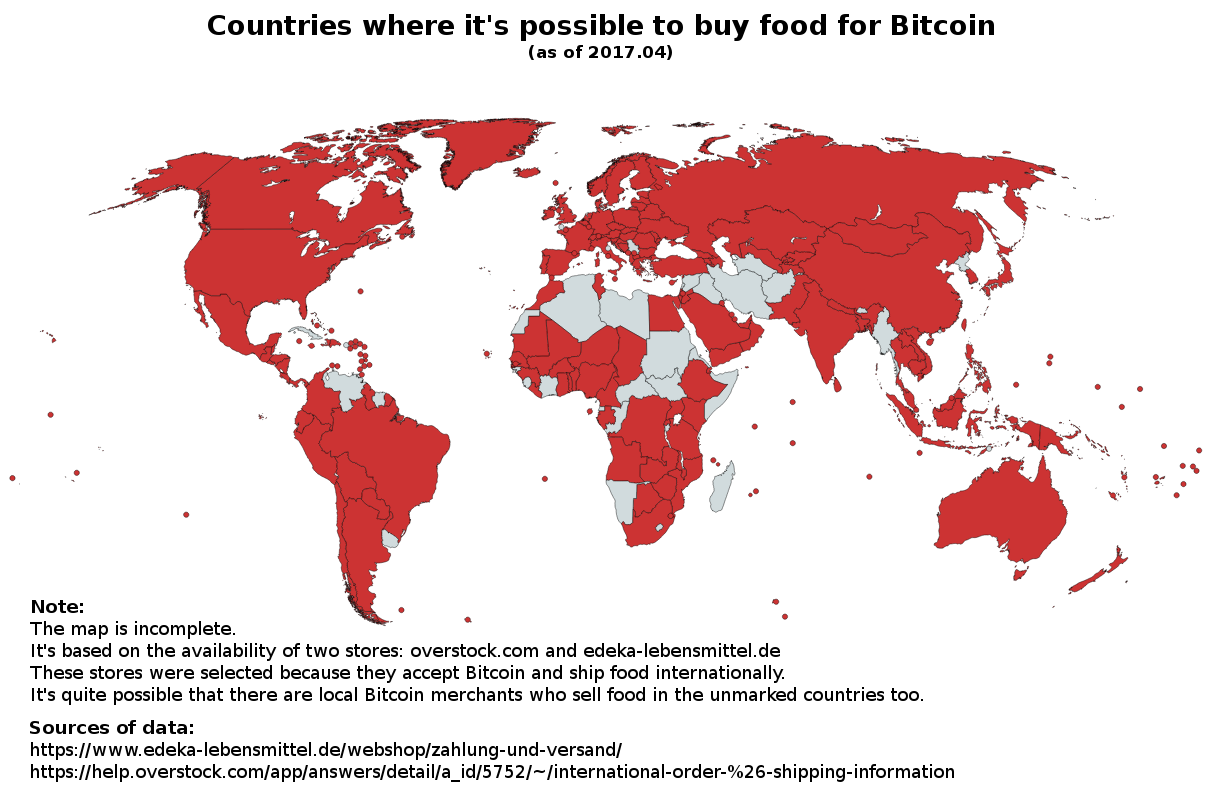 Countries where it's possible to buy food for Bitcoin
(as of 2017.04)
Note:
The map is incomplete.
It's based on the availability of two stores: overstock.com and edeka-lebensmittel.de
These stores were selected because they accept Bitcoin and ship food internationally.
It's quite possible that there are local Bitcoin merchants who sell food in the unmarked countries too.
Sources of data:
https://www.edeka-lebensmittel.de/webshop/zahlung-und-versand/
https://help.overstock.com/app/answers/detail/a_id/5752/~/international-order-%26-shipping-information